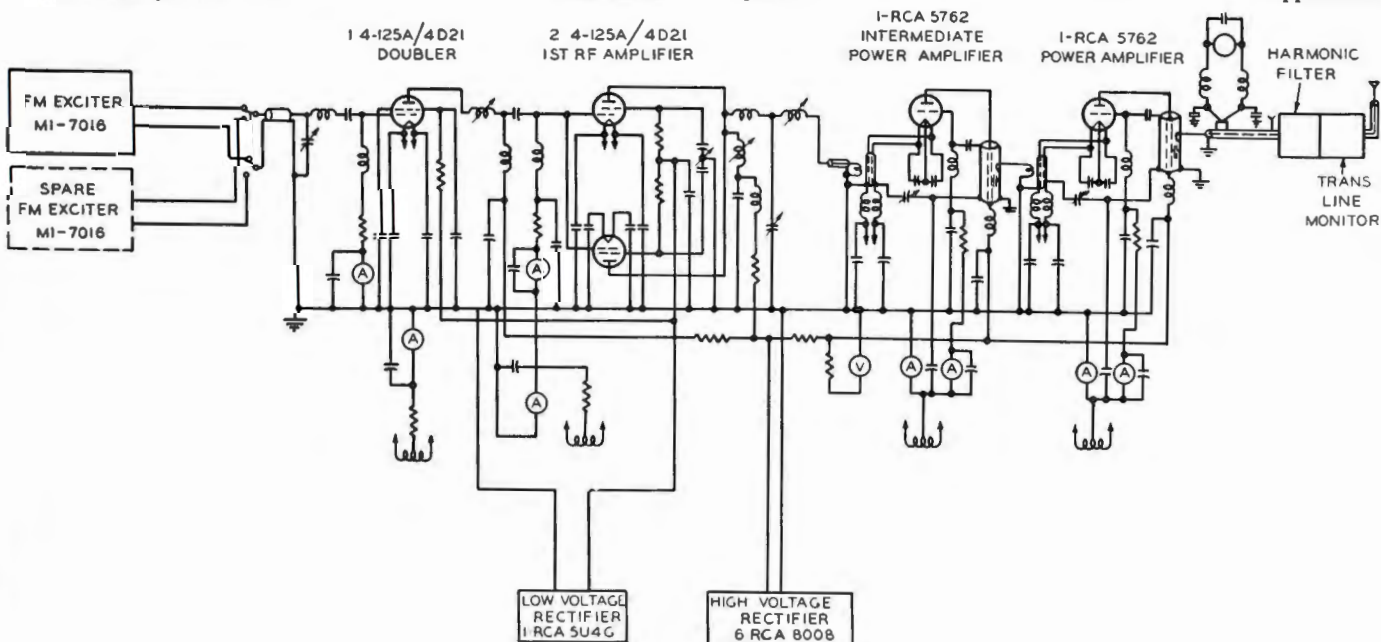 1 4-125A/4D21
DOUBLER
2 4-125A/4D21
1ST RF AMPLIFIER
1-RCA 5762
INTERMEDIATE
POWER AMPLIFIER
1-RCA 5762
POWER AMPLIFIER
HARMONIC
FILTER
TRANS
LINE
MONITOR
FM EXCITER
MI-7016
SPARE
FM EXCITER
MI-7016
A
A
A
A
V
A
A
A
A
LOW VOLTAGE
RECTIFIER
1 RCA 5U4G
HIGH VOLTAGE
RECTIFIER
6 RCA 8008